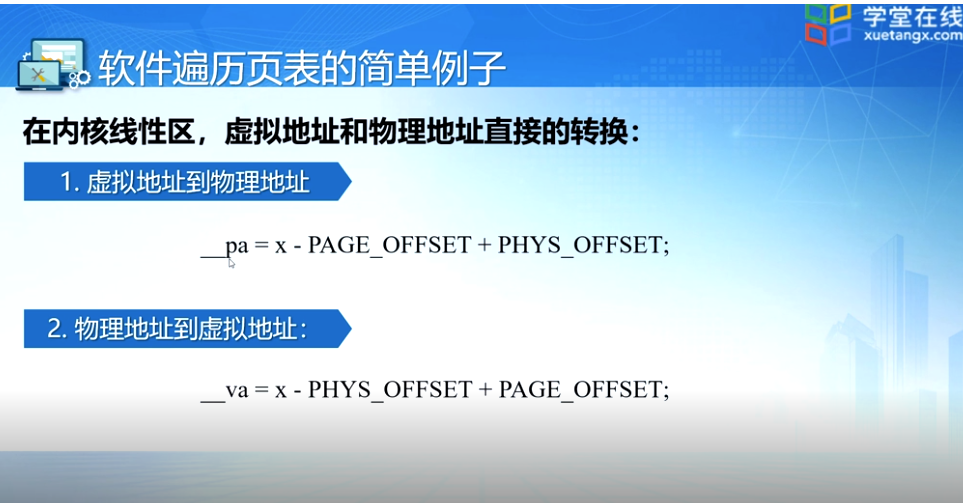 学堂在线
xuetangx.com
软件遍历页表的简单例子
在内核线性区，虚拟地址和物理地址直接的转换：
1. 虚拟地址到物理地址
__pa = x - PAGE_OFFSET + PHYS_OFFSET;
2. 物理地址到虚拟地址：
__va = x - PHYS_OFFSET + PAGE_OFFSET;